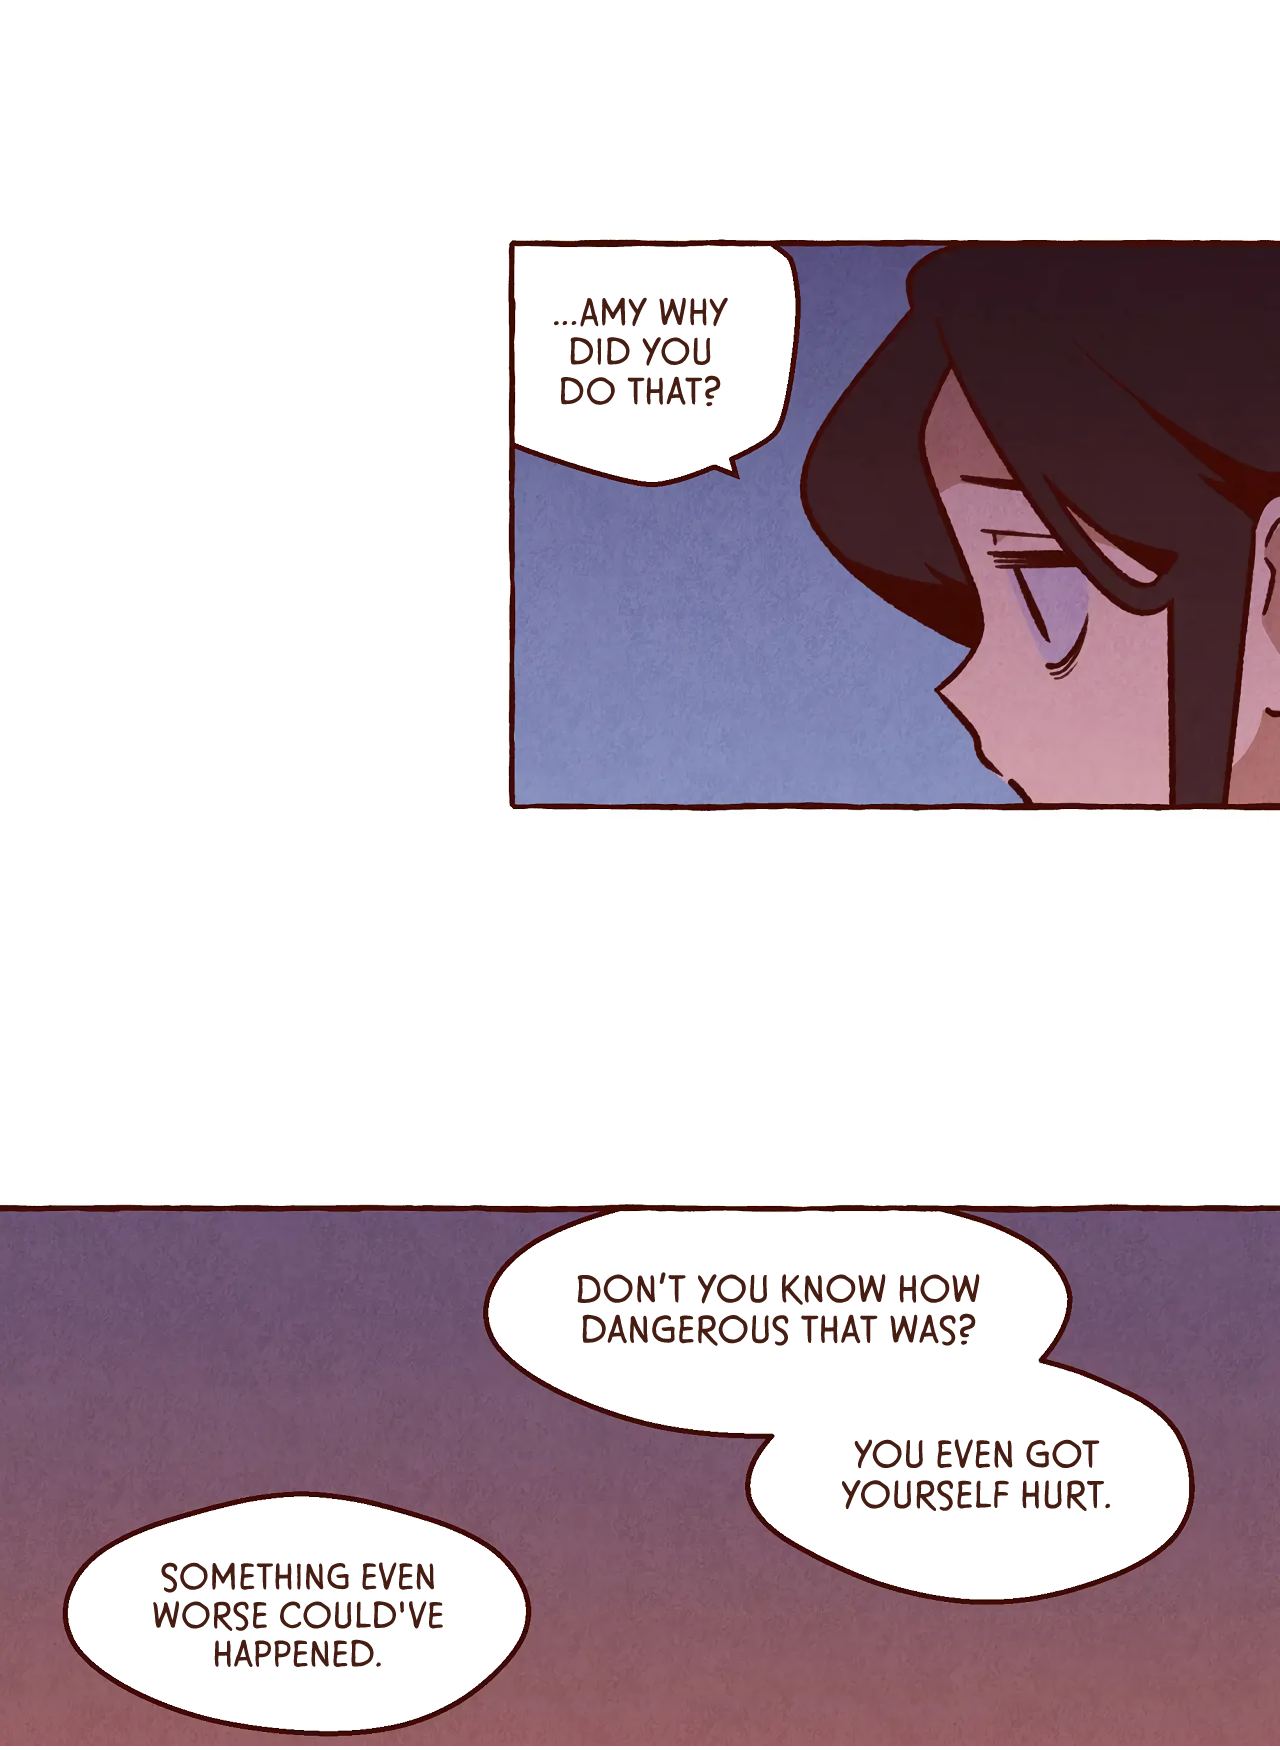 ...AMY WHY
DID YOU
DO THAT?
DON'T YOU KNOW HOW
DANGEROUS THAT WAS?
YOU EVEN GOT
YOURSELF HURT.
SOMETHING EVEN
WORSE COULD'VE
HAPPENED.